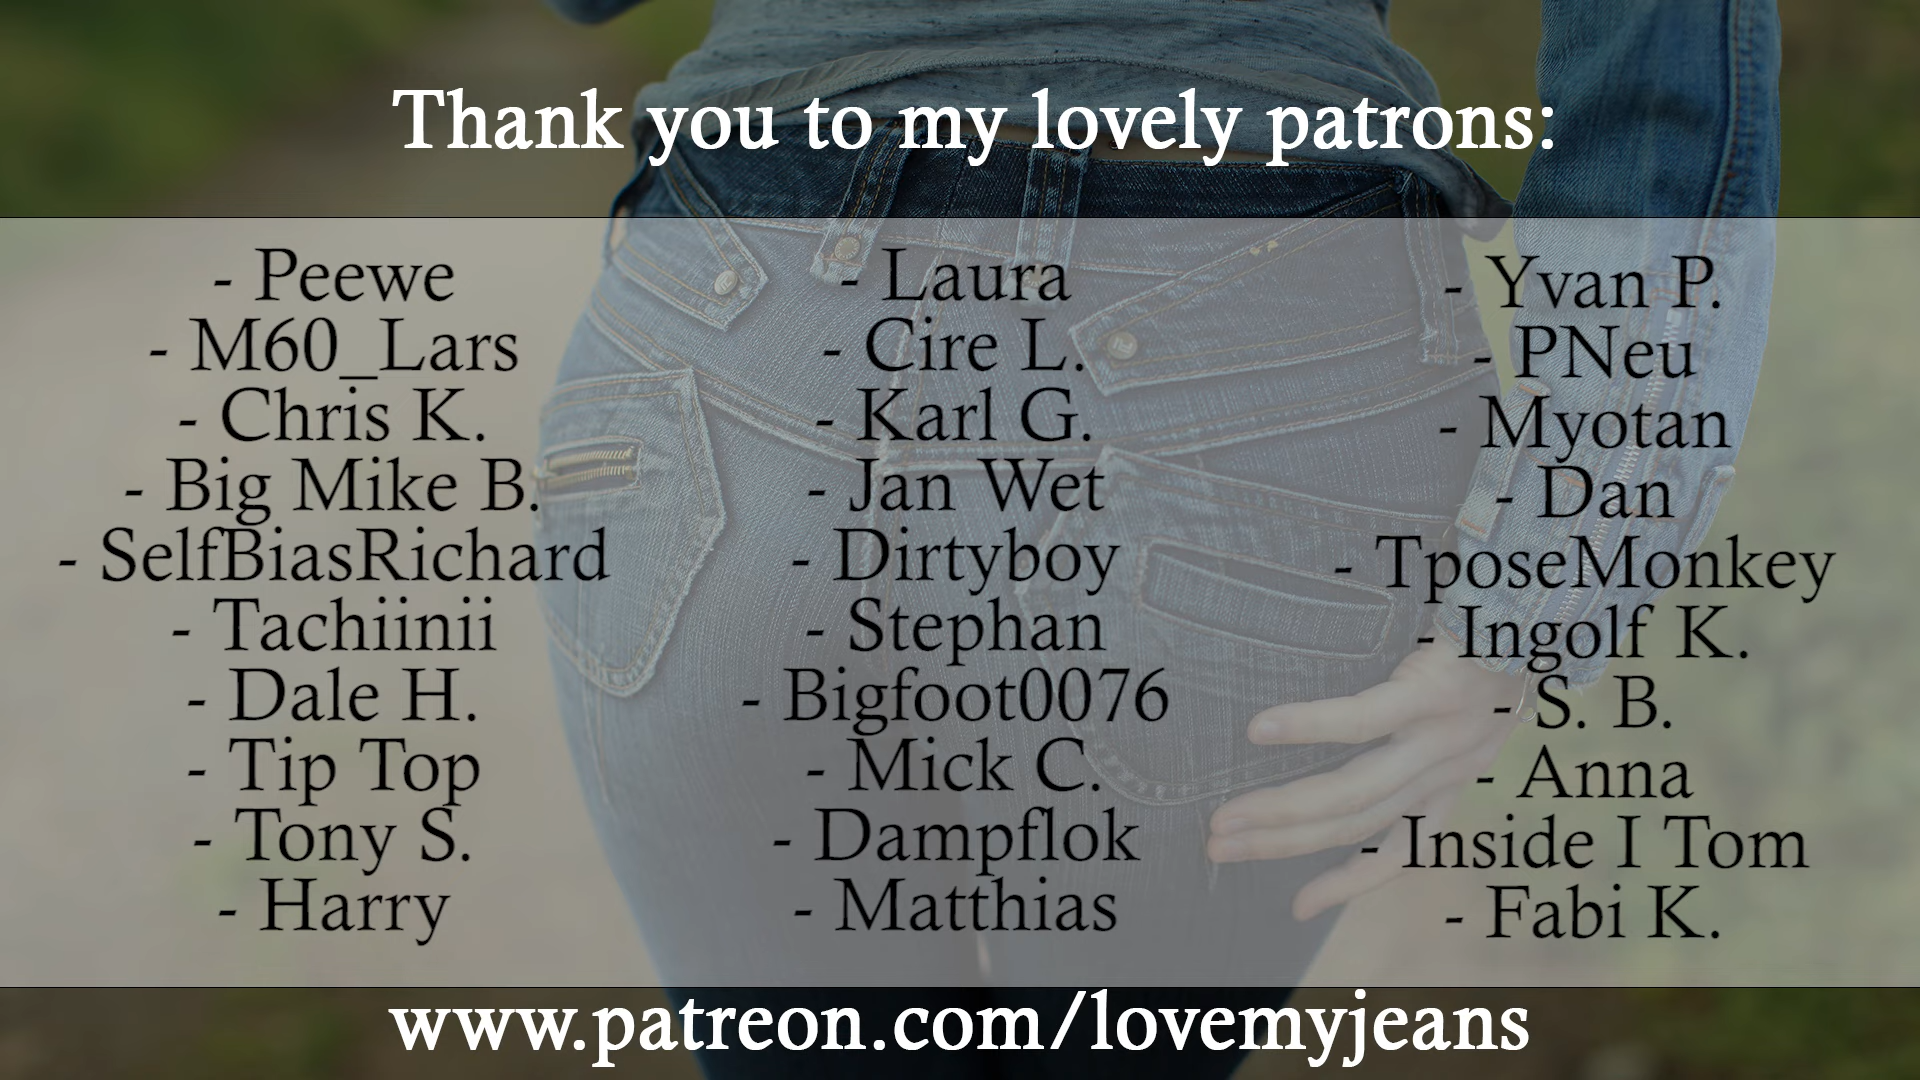 Thank you to my lovely patrons:
- Peewe
- M60_Lars
- Chris K.
- Big Mike B.
- SelfBiasRichard
- Tachiinii
- Dale H.
- Tip Top
- Tony S.
- Harry
- Laura
- Cire L.
- Karl G.
- Jan Wet
- Dirtyboy
- Stephan
- Bigfoot0076
- Mick C.
- Dampflok
- Matthias
- Yvan P.
- PNeu
- Myotan
- Dan
- TposeMonkey
- Ingolf K.
- S. B.
- Anna
- Inside I Tom
- Fabi K.
www.patreon.com/lovemyjeans